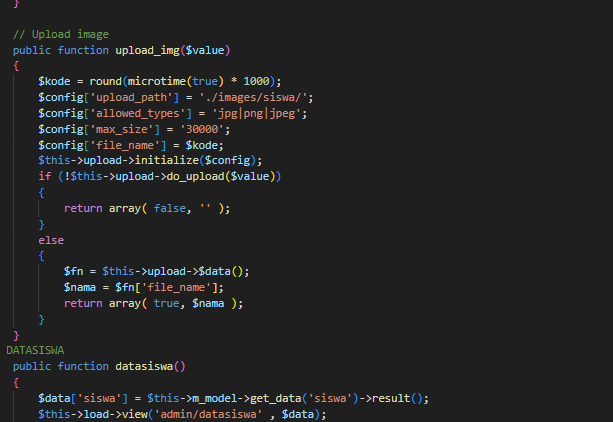 }
// Upload image
public function upload_img($value)
{
$kode = round(microtime(true) * 1000);
$config['upload_path'] = './images/siswa/';
$config['allowed_types'] = 'jpg|png|jpeg';
$config['max_size'] = '30000';
$config['file_name'] = $kode;
$this->upload->initialize($config);
if (!$this->upload->do_upload($value))
{
return array( false, '' );
}
else
{
$fn = $this->upload->$data();
$nama = $fn['file_name'];
return array( true, $nama );
}
}
DATASISWA
public function datasiswa()
{
$data['siswa'] = $this->m_model->get_data('siswa')->result();
$this->load->view('admin/datasiswa' , $data);